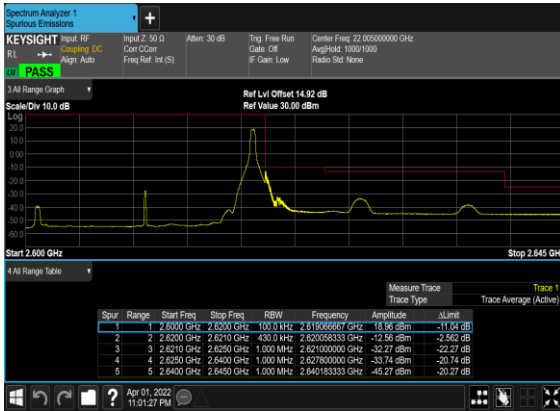 Spectrum Analyzer 1
Spurious Emissions
KEYSIGHT Input: RF Input Z: 50 Ω Atten: 30 dB Trig: Free Run Center Freq: 22.005000000 GHz
RL Coupling: DC Corr CCorr Gate: Off Avg|Hold: 1000/1000
Align: Auto Freq Ref: Int (S) IF Gain: Low Radio Std: None
LW PASS
3 All Range Graph
Ref Lvl Offset 14.92 dB
Scale/Div 10.0 dB Ref Value 30.00 dBm
Log
20.0
10.0
0.00
-10.0
-20.0
-30.0
-40.0
-50.0
-60.0
Start 2.600 GHz Stop 2.645 GH
4 All Range Table
Measure Trace Trace 1
Trace Type Trace Average (Active)
Spur Range Start Freq Stop Freq RBW Frequency Amplitude ΔLimit
1 1 2.6000 GHz 2.6200 GHz 100.0 kHz 2.619066667 GHz 18.96 dBm -11.04 dB
2 2 2.6200 GHz 2.6210 GHz 430.0 kHz 2.620058333 GHz -12.56 dBm -2.562 dB
3 3 2.6210 GHz 2.6250 GHz 1.000 MHz 2.621000000 GHz -32.27 dBm -22.27 dB
4 4 2.6250 GHz 2.6400 GHz 1.000 MHz 2.627800000 GHz -33.74 dBm -20.74 dB
5 5 2.6400 GHz 2.6450 GHz 1.000 MHz 2.640183333 GHz -45.27 dBm -20.27 dB
? Apr 01, 2022
11:01:27 PM